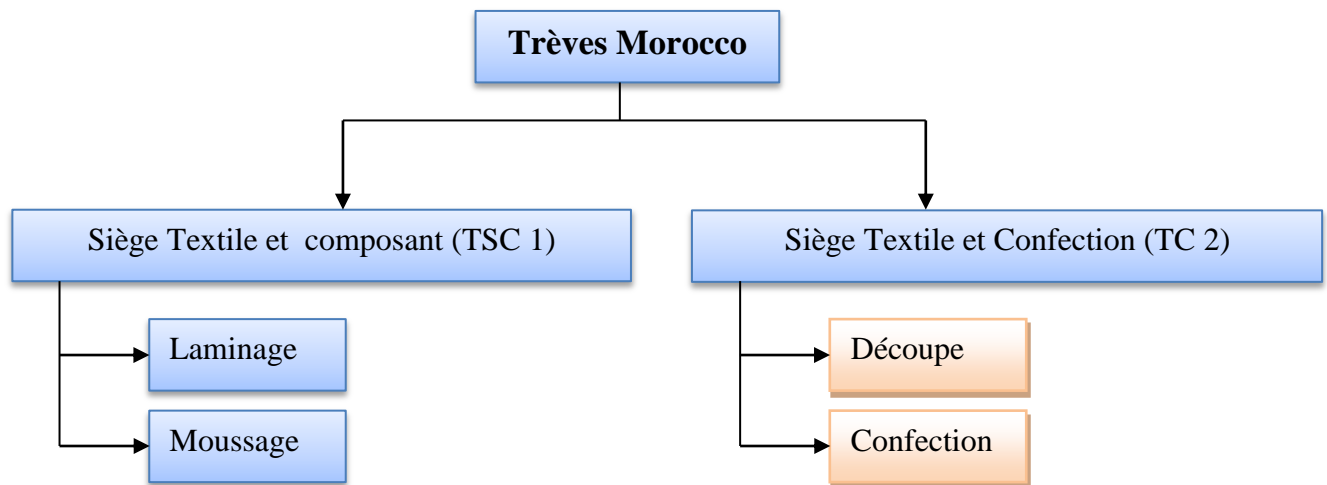 Trèves Morocco
Siège Textile et composant (TSC 1)
Siège Textile et Confection (TC 2)
Laminage
Découpe
Moussage
Confection